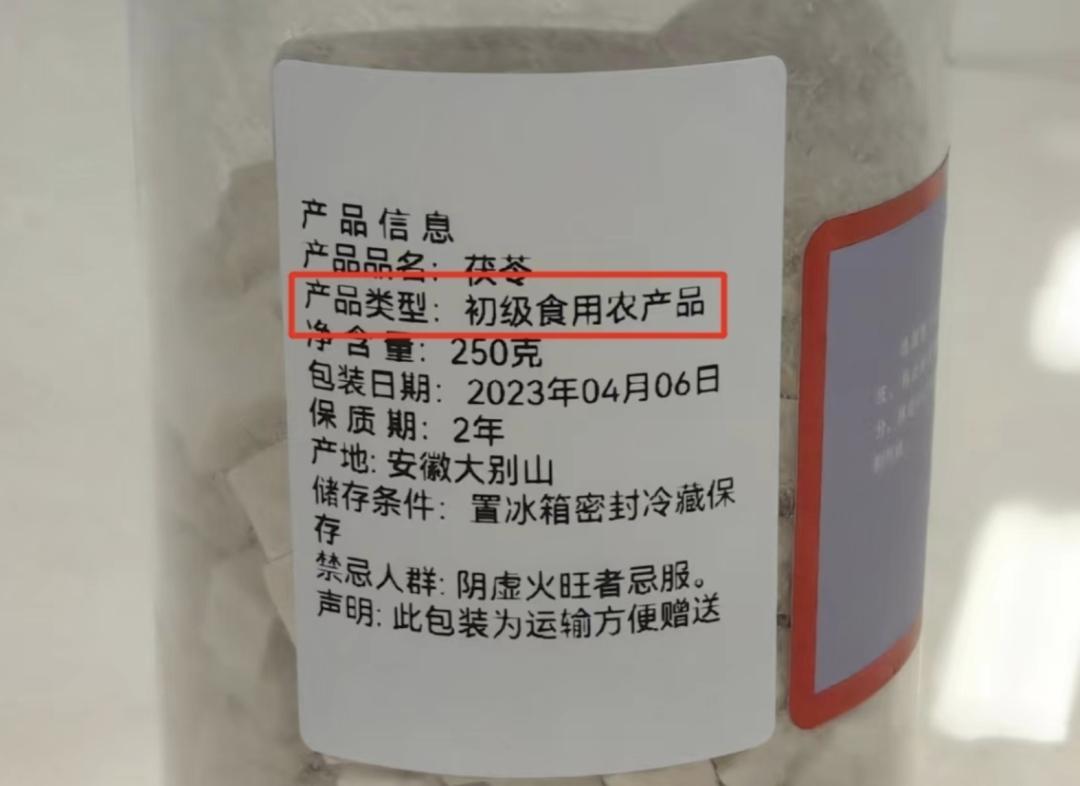 产品信息
产品品名：茯苓
产品类型：初级食用农产品
净含量：250克
包装日期：2023年04月06日
保质期：2年
产地:安徽大别山
储存条件：置冰箱密封冷藏保
存
禁忌人群:阴虚火旺者忌服。
声明:此包装为运输方便赠送